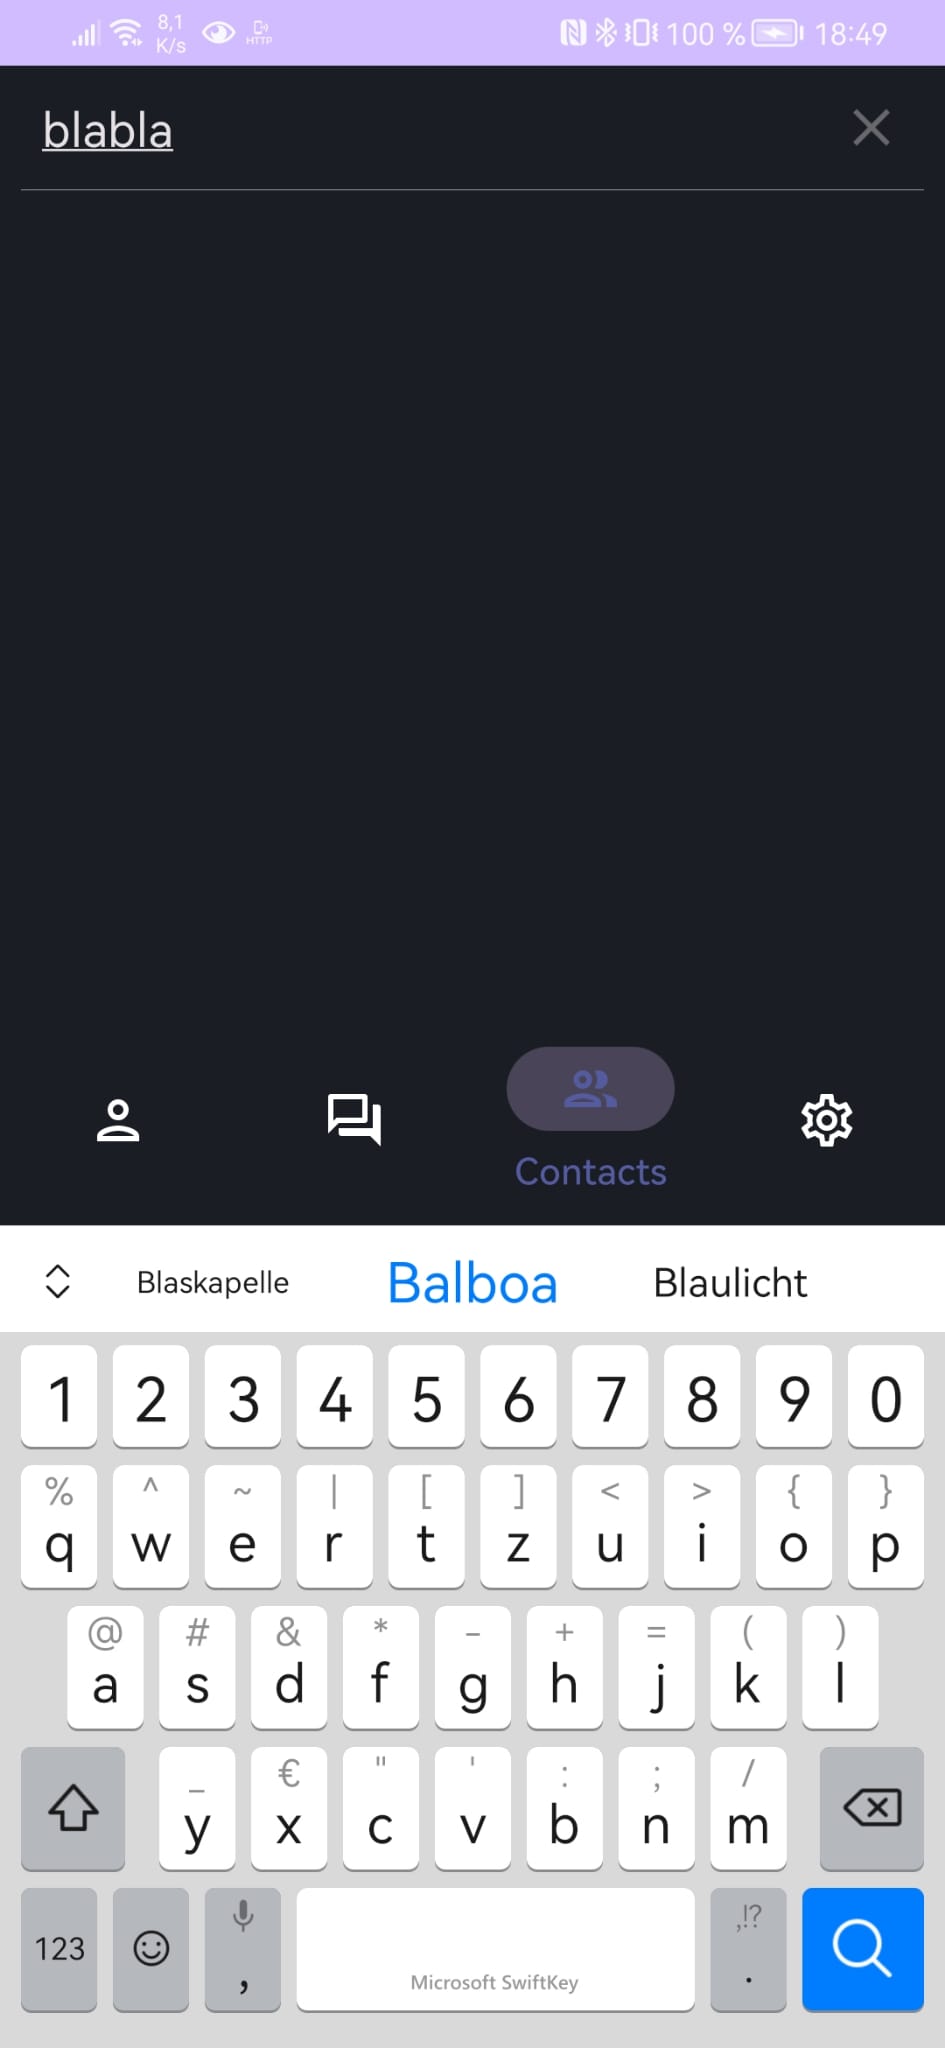 8,1 K/s HTTP 100 % 18:49
blabla
Contacts
Blaskapelle Balboa Blaulicht
1 2 3 4 5 6 7 8 9 0
% ^ ~ | [ ] < > { }
q w e r t z u i o p
@ # & * – + = ( )
a s d f g h j k l
_ € " ' : ; /
y x c v b n m
123 , Microsoft SwiftKey ,!? .